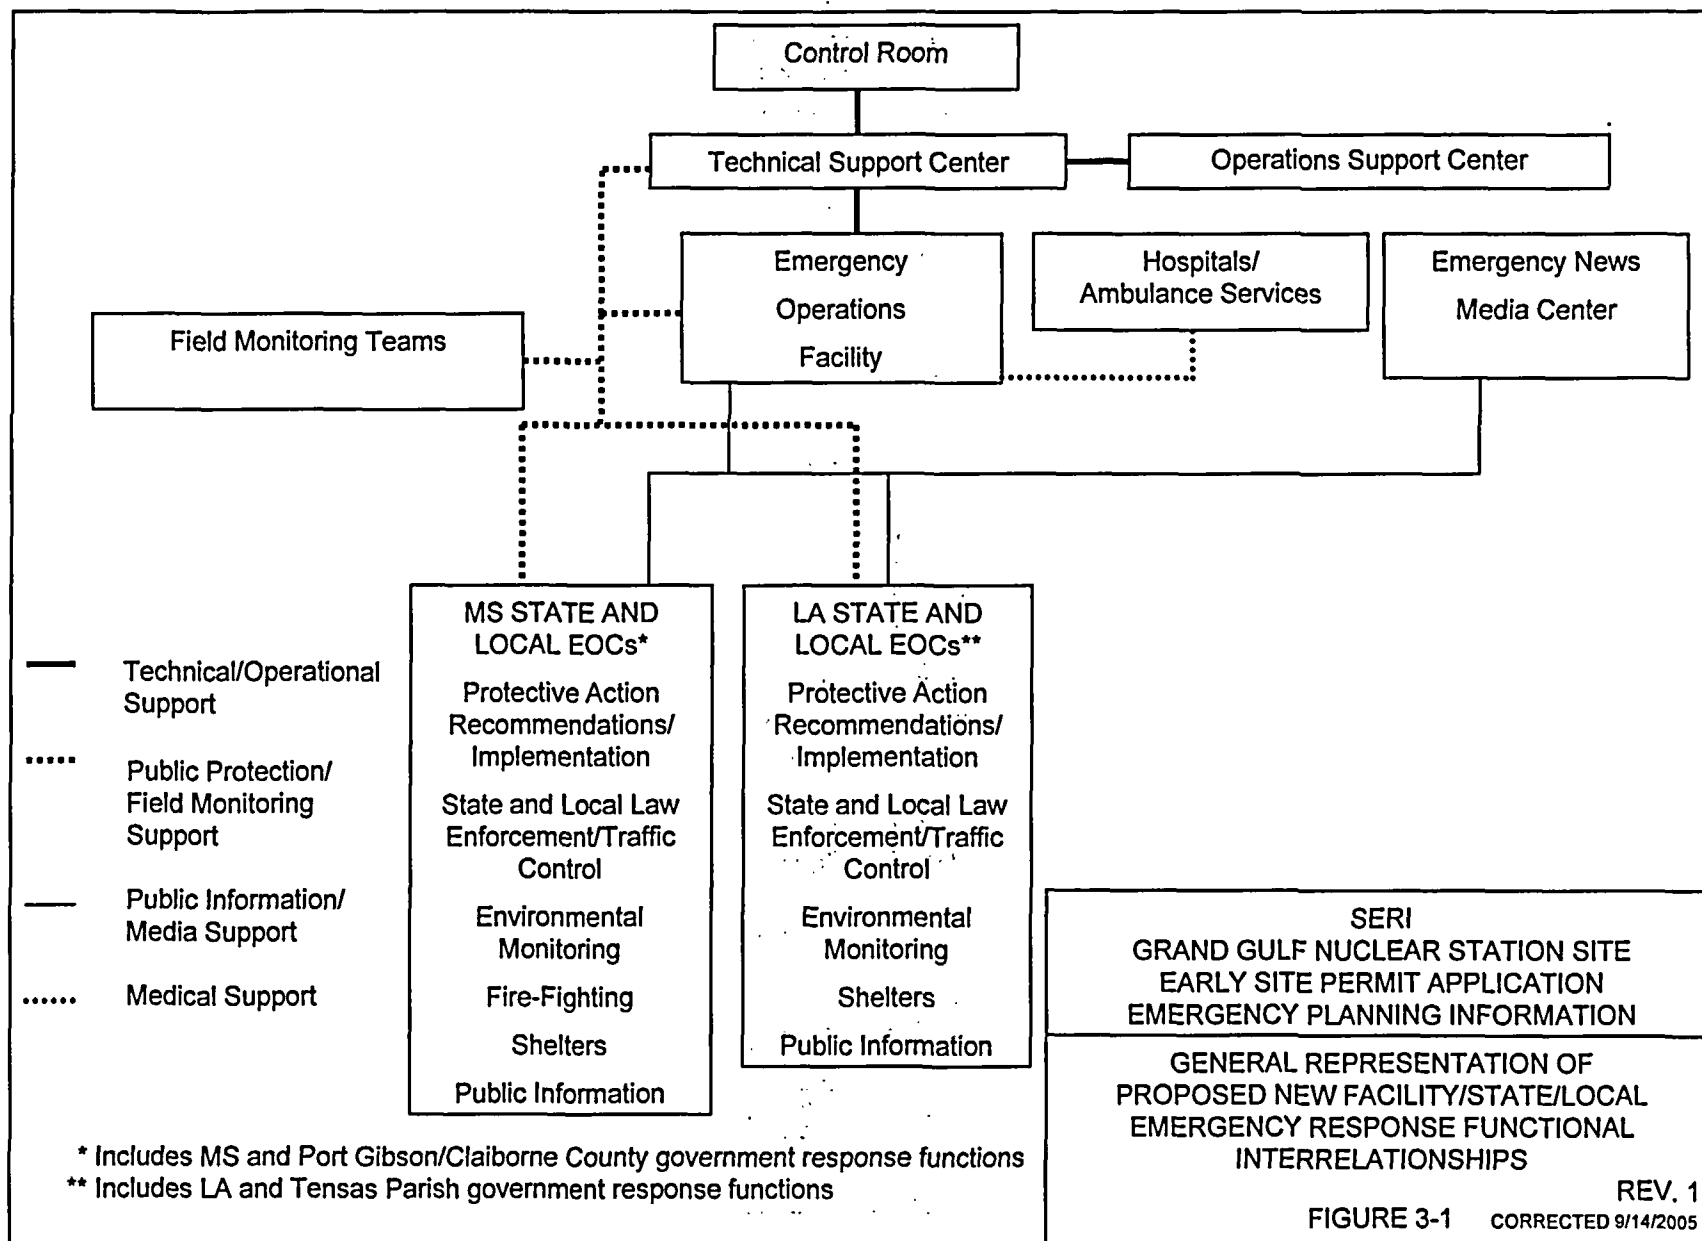 Control Room
Technical Support Center
Operations Support Center
Emergency
Operations
Facility
Hospitals/
Ambulance Services
Emergency News
Media Center
Field Monitoring Teams
MS STATE AND
LOCAL EOCs*
Protective Action
Recommendations/
Implementation
State and Local Law
Enforcement/Traffic
Control
Environmental
Monitoring
Fire-Fighting
Shelters
Public Information
LA STATE AND
LOCAL EOCs**
Protective Action
Recommendations/
Implementation
State and Local Law
Enforcement/Traffic
Control
Environmental
Monitoring
Shelters
Public Information
Technical/Operational
Support
Public Protection/
Field Monitoring
Support
Public Information/
Media Support
Medical Support
* Includes MS and Port Gibson/Claiborne County government response functions
** Includes LA and Tensas Parish government response functions
SERI
GRAND GULF NUCLEAR STATION SITE
EARLY SITE PERMIT APPLICATION
EMERGENCY PLANNING INFORMATION
GENERAL REPRESENTATION OF
PROPOSED NEW FACILITY/STATE/LOCAL
EMERGENCY RESPONSE FUNCTIONAL
INTERRELATIONSHIPS
REV. 1
FIGURE 3-1 CORRECTED 9/14/2005